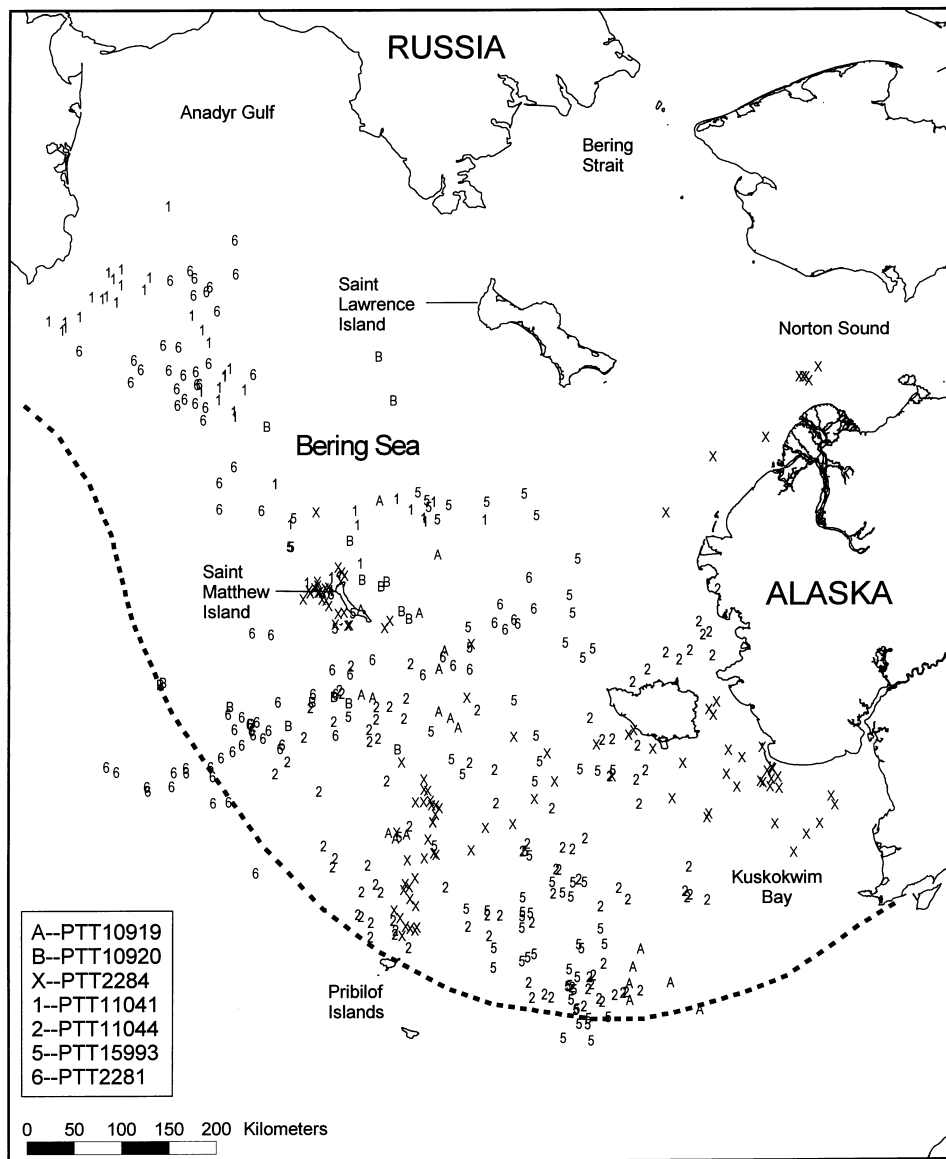 RUSSIA
Anadyr Gulf
Bering
Strait
Saint
Lawrence
Island
Norton Sound
Bering Sea
Saint
Matthew
Island
ALASKA
Kuskokwim
Bay
Pribilof
Islands
A--PTT10919
B--PTT10920
X--PTT2284
1--PTT11041
2--PTT11044
5--PTT15993
6--PTT2281
0 50 100 150 200 Kilometers